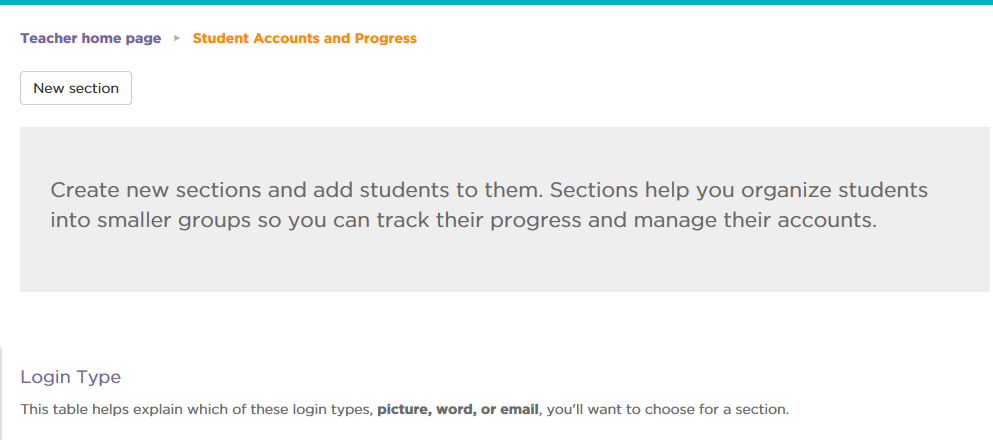 Teacher home page ▸ Student Accounts and Progress
New section
Create new sections and add students to them. Sections help you organize students
into smaller groups so you can track their progress and manage their accounts.
Login Type
This table helps explain which of these login types, picture, word, or email, you'll want to choose for a section.